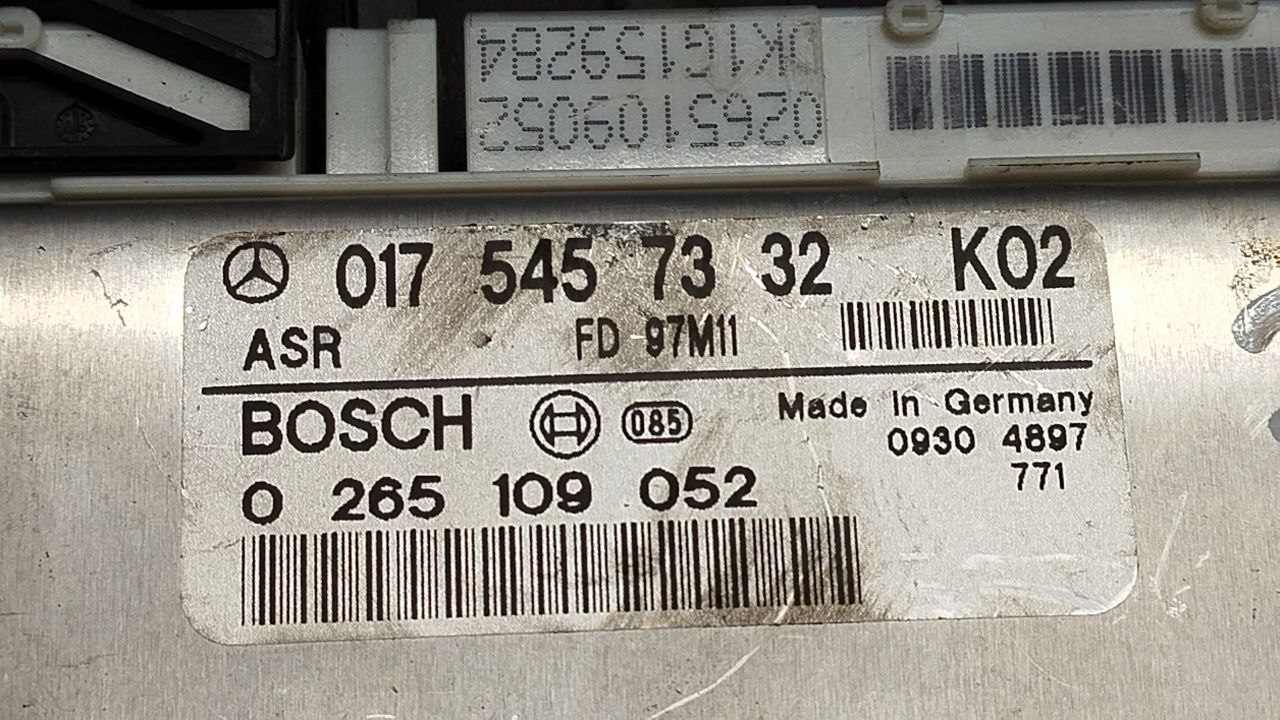 0265109052
017 545 73 32 K02
ASR FD 97M11
BOSCH 085 Made In Germany
0930 4897
0 265 109 052 771